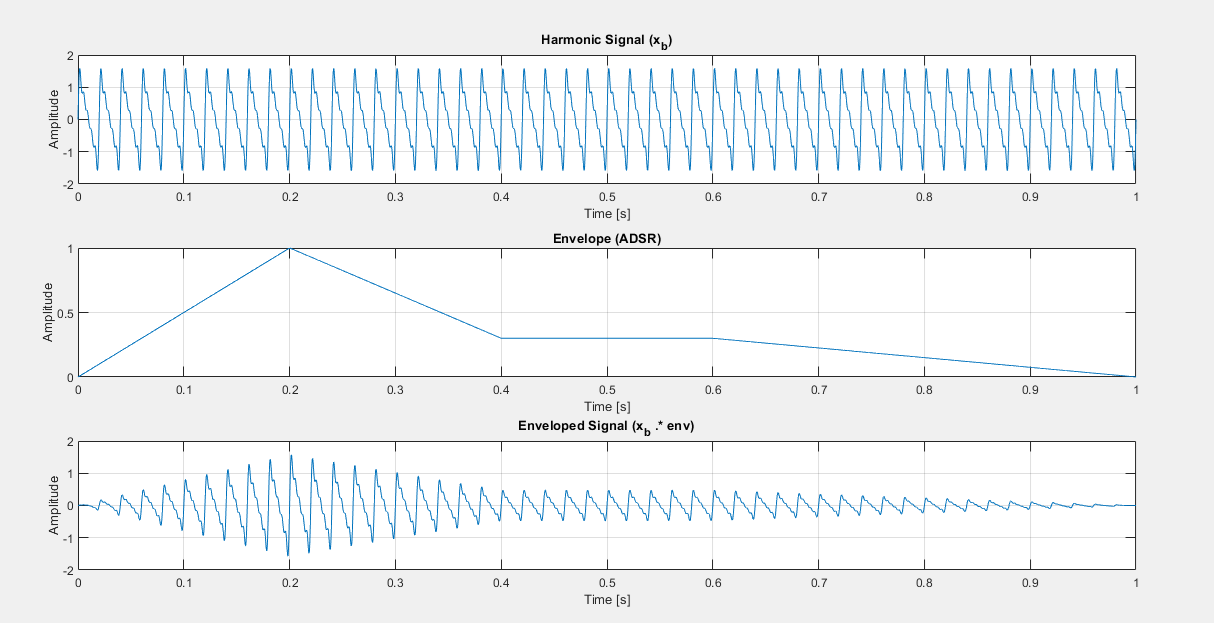 Harmonic Signal (x_b)
Amplitude
2
1
0
-1
-2
0 0.1 0.2 0.3 0.4 0.5 0.6 0.7 0.8 0.9 1
Time [s]
Envelope (ADSR)
Amplitude
1
0.5
0
0 0.1 0.2 0.3 0.4 0.5 0.6 0.7 0.8 0.9 1
Time [s]
Enveloped Signal (x_b .* env)
Amplitude
2
1
0
-1
-2
0 0.1 0.2 0.3 0.4 0.5 0.6 0.7 0.8 0.9 1
Time [s]